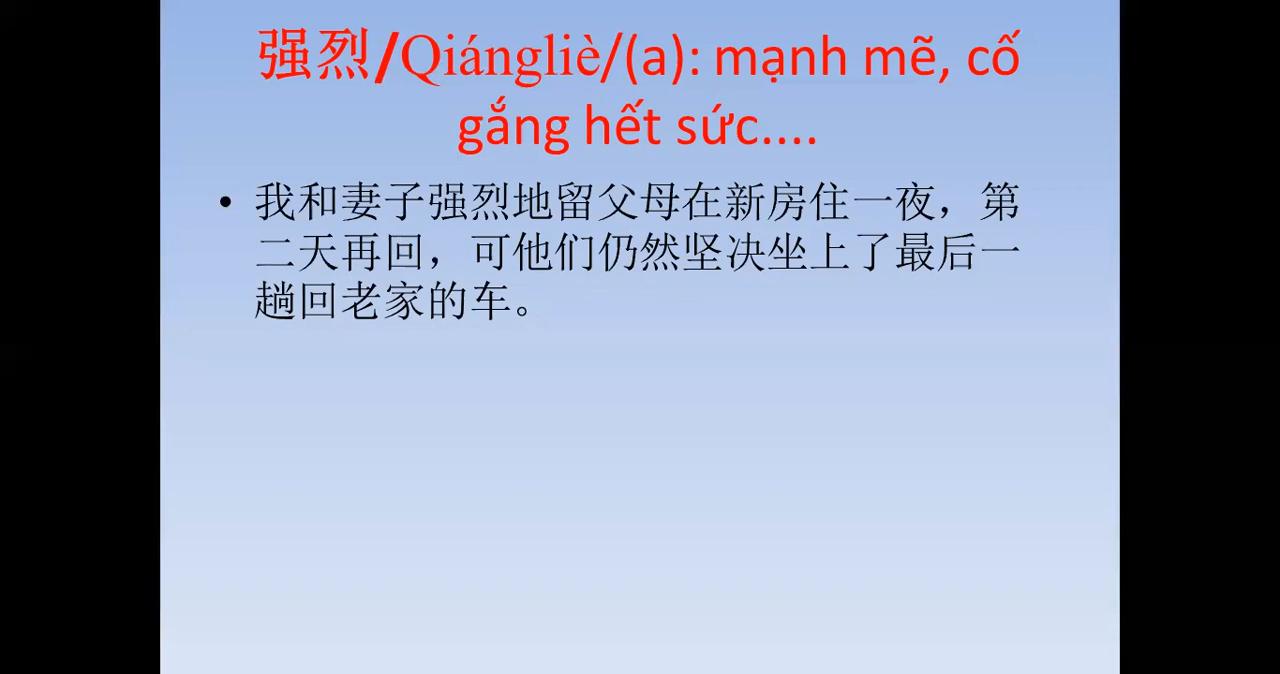 强烈/Qiángliè/(a): mạnh mẽ, cố
gắng hết sức....
• 我和妻子强烈地留父母在新房住一夜，第
二天再回，可他们仍然坚决坐上了最后一
趟回老家的车。